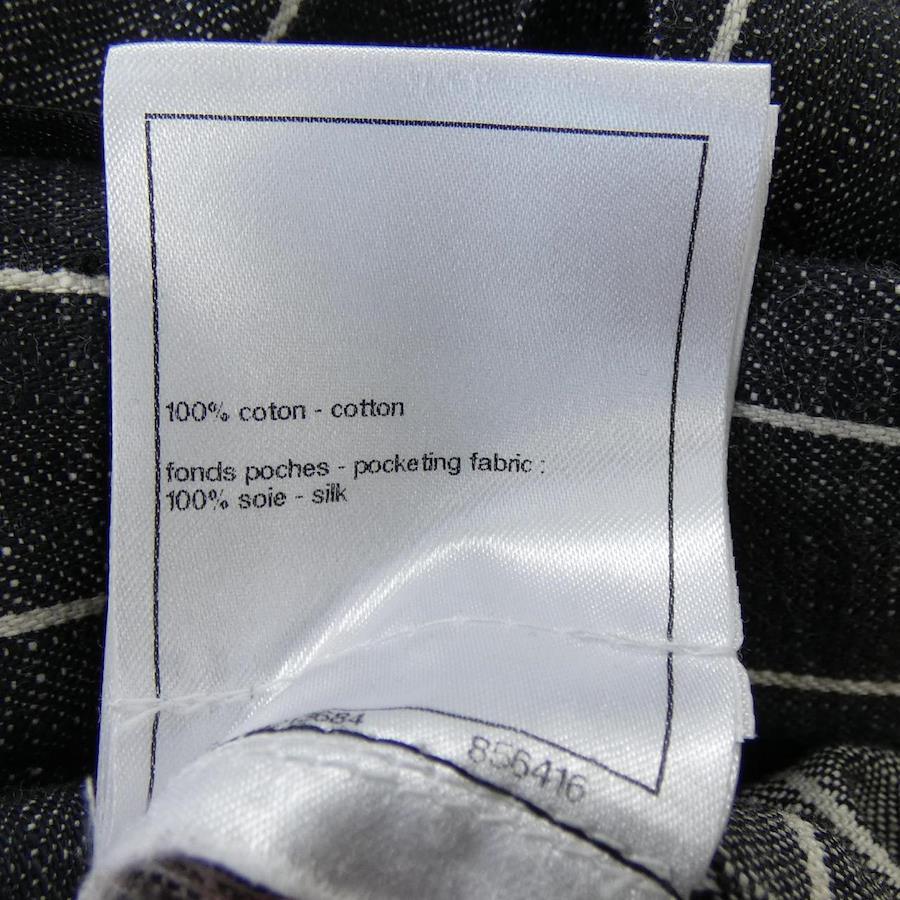 100% coton - cotton
fonds poches - pocketing fabric :
100% soie - silk
856416